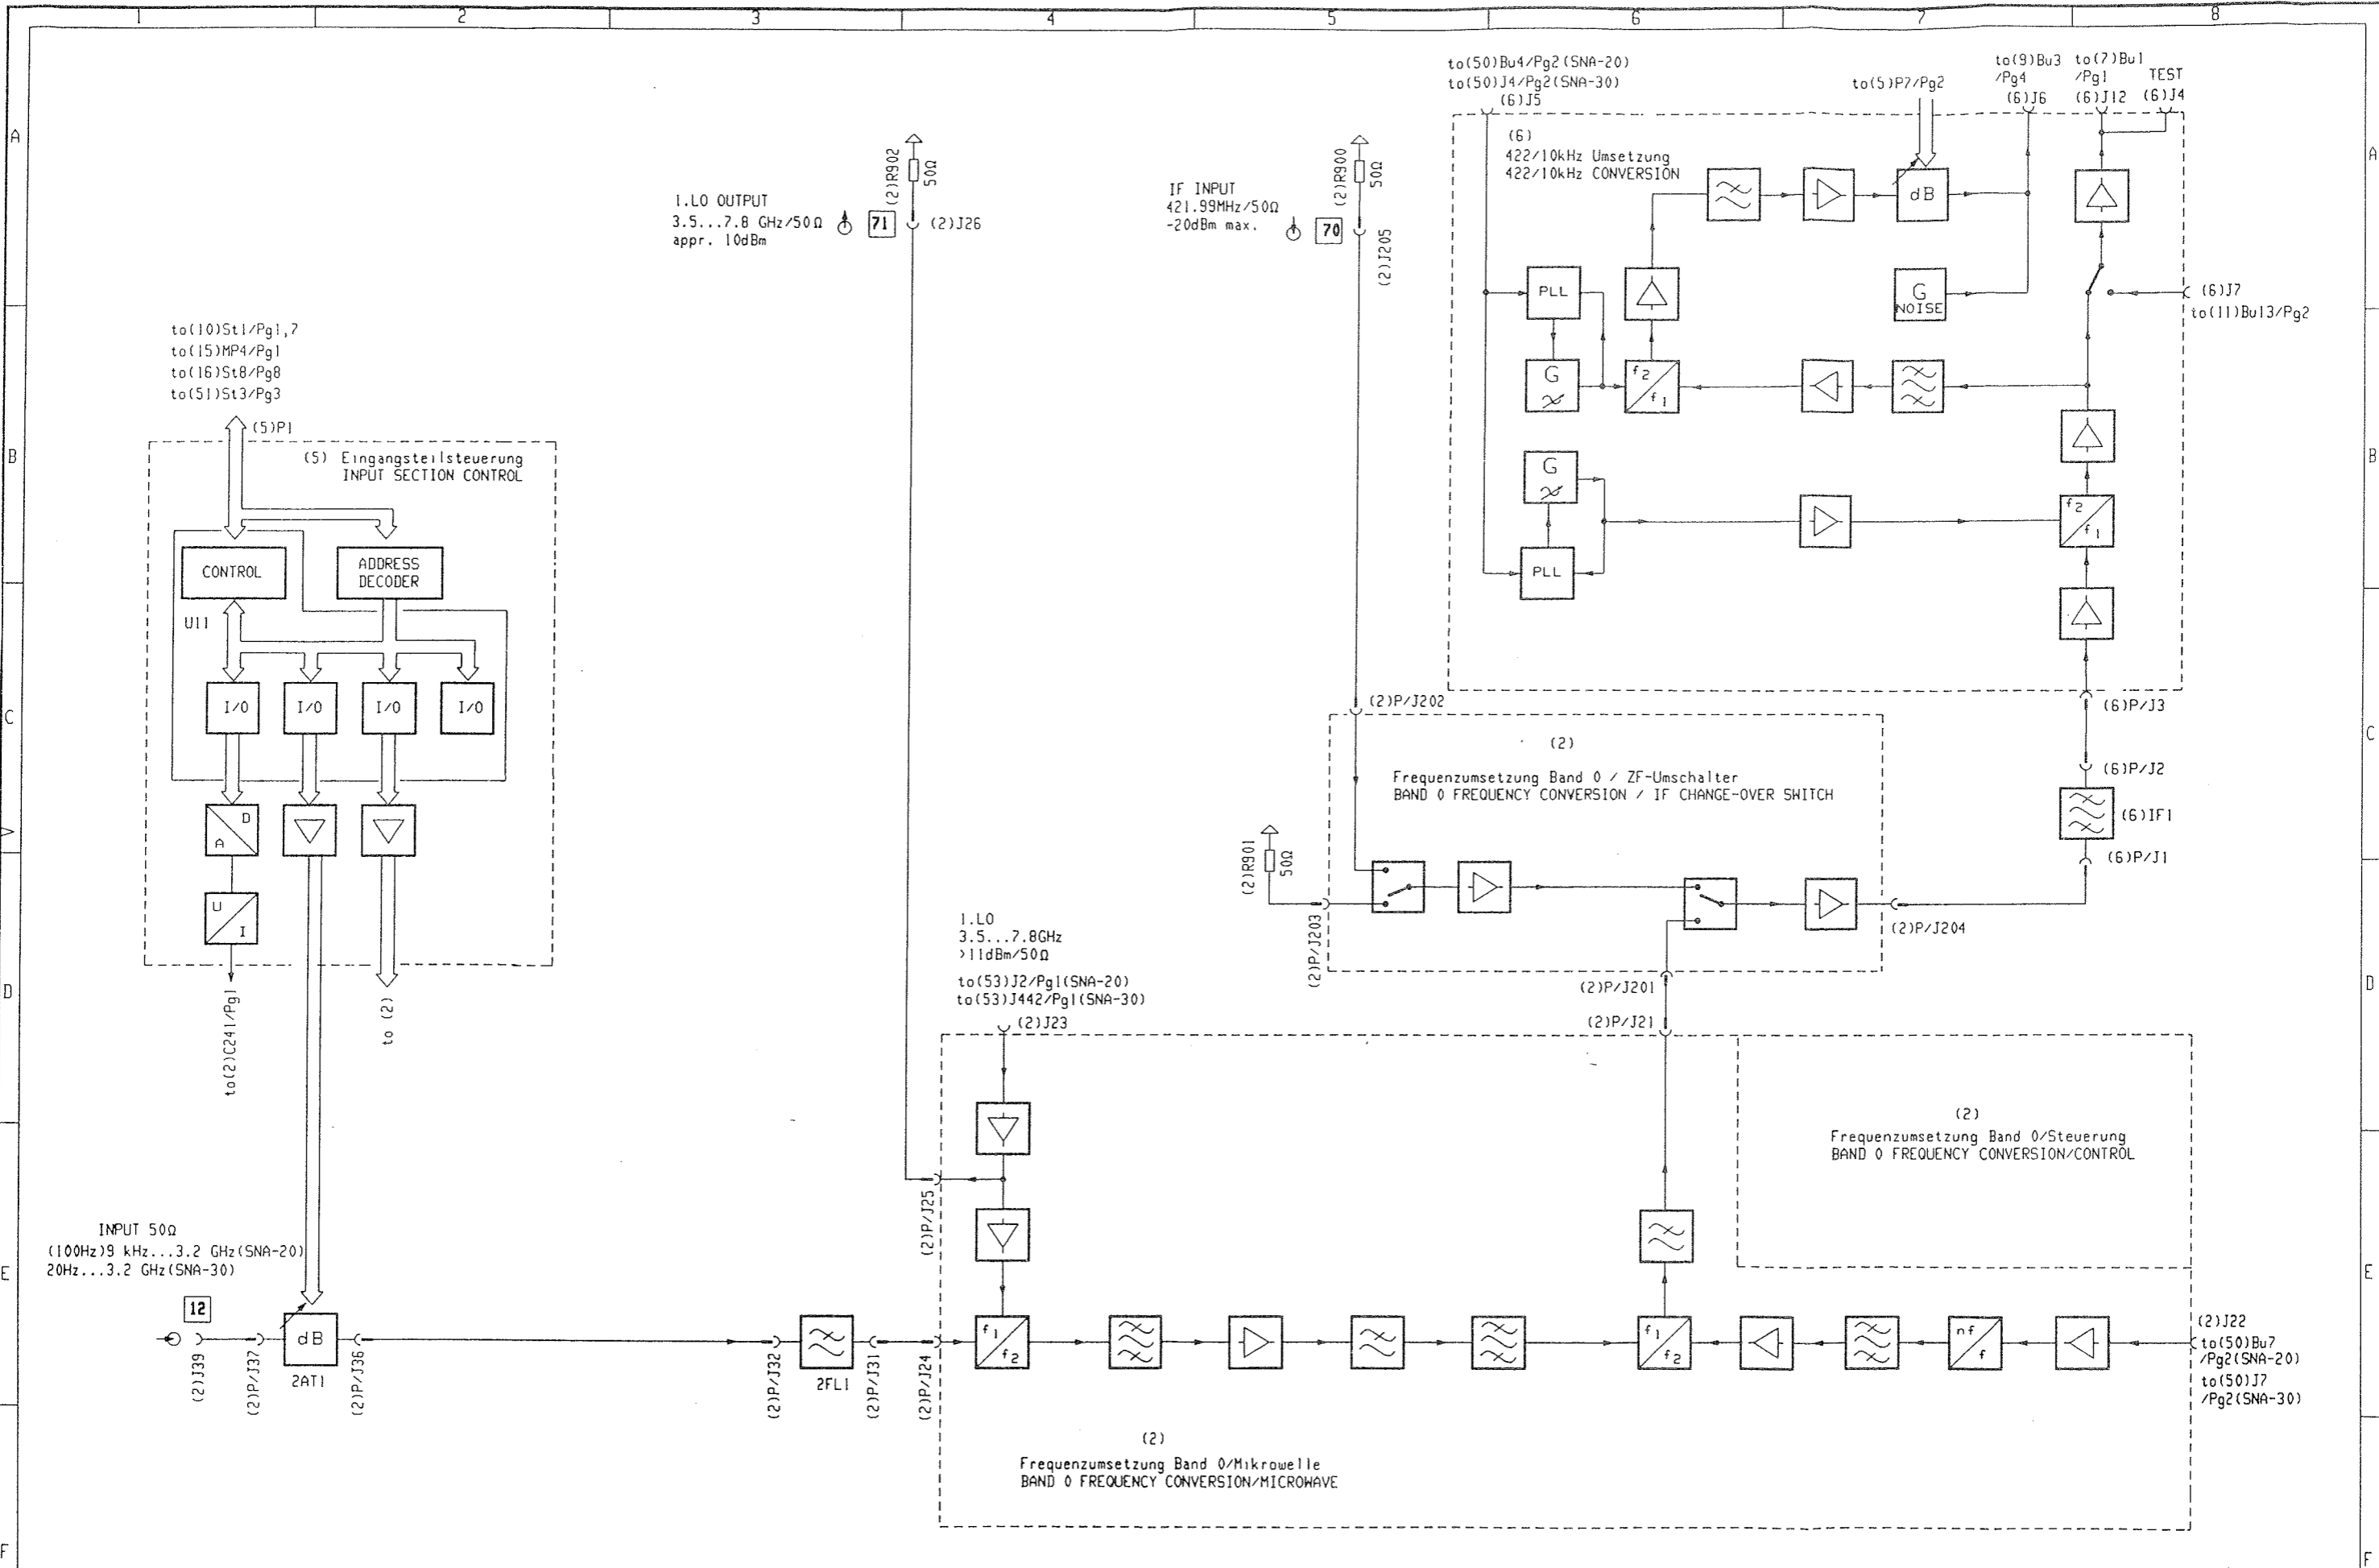 1 2 3 4 5 6 7 8
A
B
C
D
E
F
A
B
C
D
E
F
to(50)Bu4/Pg2(SNA-20)
to(50)J4/Pg2(SNA-30)
(6)J5
to(5)P7/Pg2
to(9)Bu3
/Pg4
(6)J6
to(7)Bu1
/Pg1
(6)J12
TEST
(6)J4
(6)
422/10kHz Umsetzung
422/10kHz CONVERSION
dB
PLL
G
NOISE
(6)J7
to(11)Bu13/Pg2
G
f2
f1
G
PLL
f2
f1
(6)P/J3
(6)P/J2
(6)IF1
(6)P/J1
(2)R902
50Ω
1.LO OUTPUT
3.5...7.8 GHz/50Ω
appr. 10dBm
71
(2)J26
(2)R900
50Ω
IF INPUT
421.99MHz/50Ω
-20dBm max.
70
(2)J205
to(10)St1/Pg1,7
to(15)MP4/Pg1
to(16)St8/Pg8
to(51)St3/Pg3
(5)P1
(5) Eingangsteilsteuerung
INPUT SECTION CONTROL
CONTROL
ADDRESS
DECODER
U11
I/O
I/O
I/O
I/O
D
A
U
I
to(2)C241/Pg1
to (2)
(2)P/J202
(2)
Frequenzumsetzung Band 0 / ZF-Umschalter
BAND 0 FREQUENCY CONVERSION / IF CHANGE-OVER SWITCH
(2)R901
50Ω
(2)P/J203
(2)P/J204
(2)P/J201
(2)P/J21
1.LO
3.5...7.8GHz
>11dBm/50Ω
to(53)J2/Pg1(SNA-20)
to(53)J442/Pg1(SNA-30)
(2)J23
(2)P/J25
(2)
Frequenzumsetzung Band 0/Steuerung
BAND 0 FREQUENCY CONVERSION/CONTROL
INPUT 50Ω
(100Hz)9 kHz...3.2 GHz(SNA-20)
20Hz...3.2 GHz(SNA-30)
12
(2)J39
(2)P/J37
dB
2AT1
(2)P/J36
(2)P/J32
2FL1
(2)P/J31
(2)P/J24
f1
f2
f1
f2
nf
f
(2)J22
to(50)Bu7
/Pg2(SNA-20)
to(50)J7
/Pg2(SNA-30)
(2)
Frequenzumsetzung Band 0/Mikrowelle
BAND 0 FREQUENCY CONVERSION/MICROWAVE